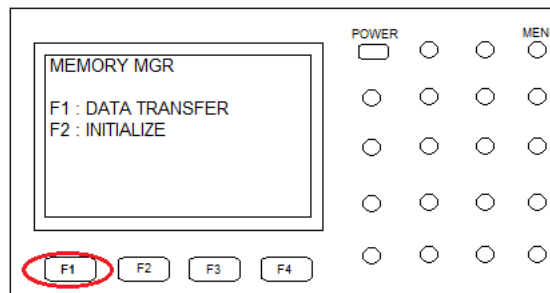 POWER
MEN
MEMORY MGR
F1 : DATA TRANSFER
F2 : INITIALIZE
F1
F2
F3
F4